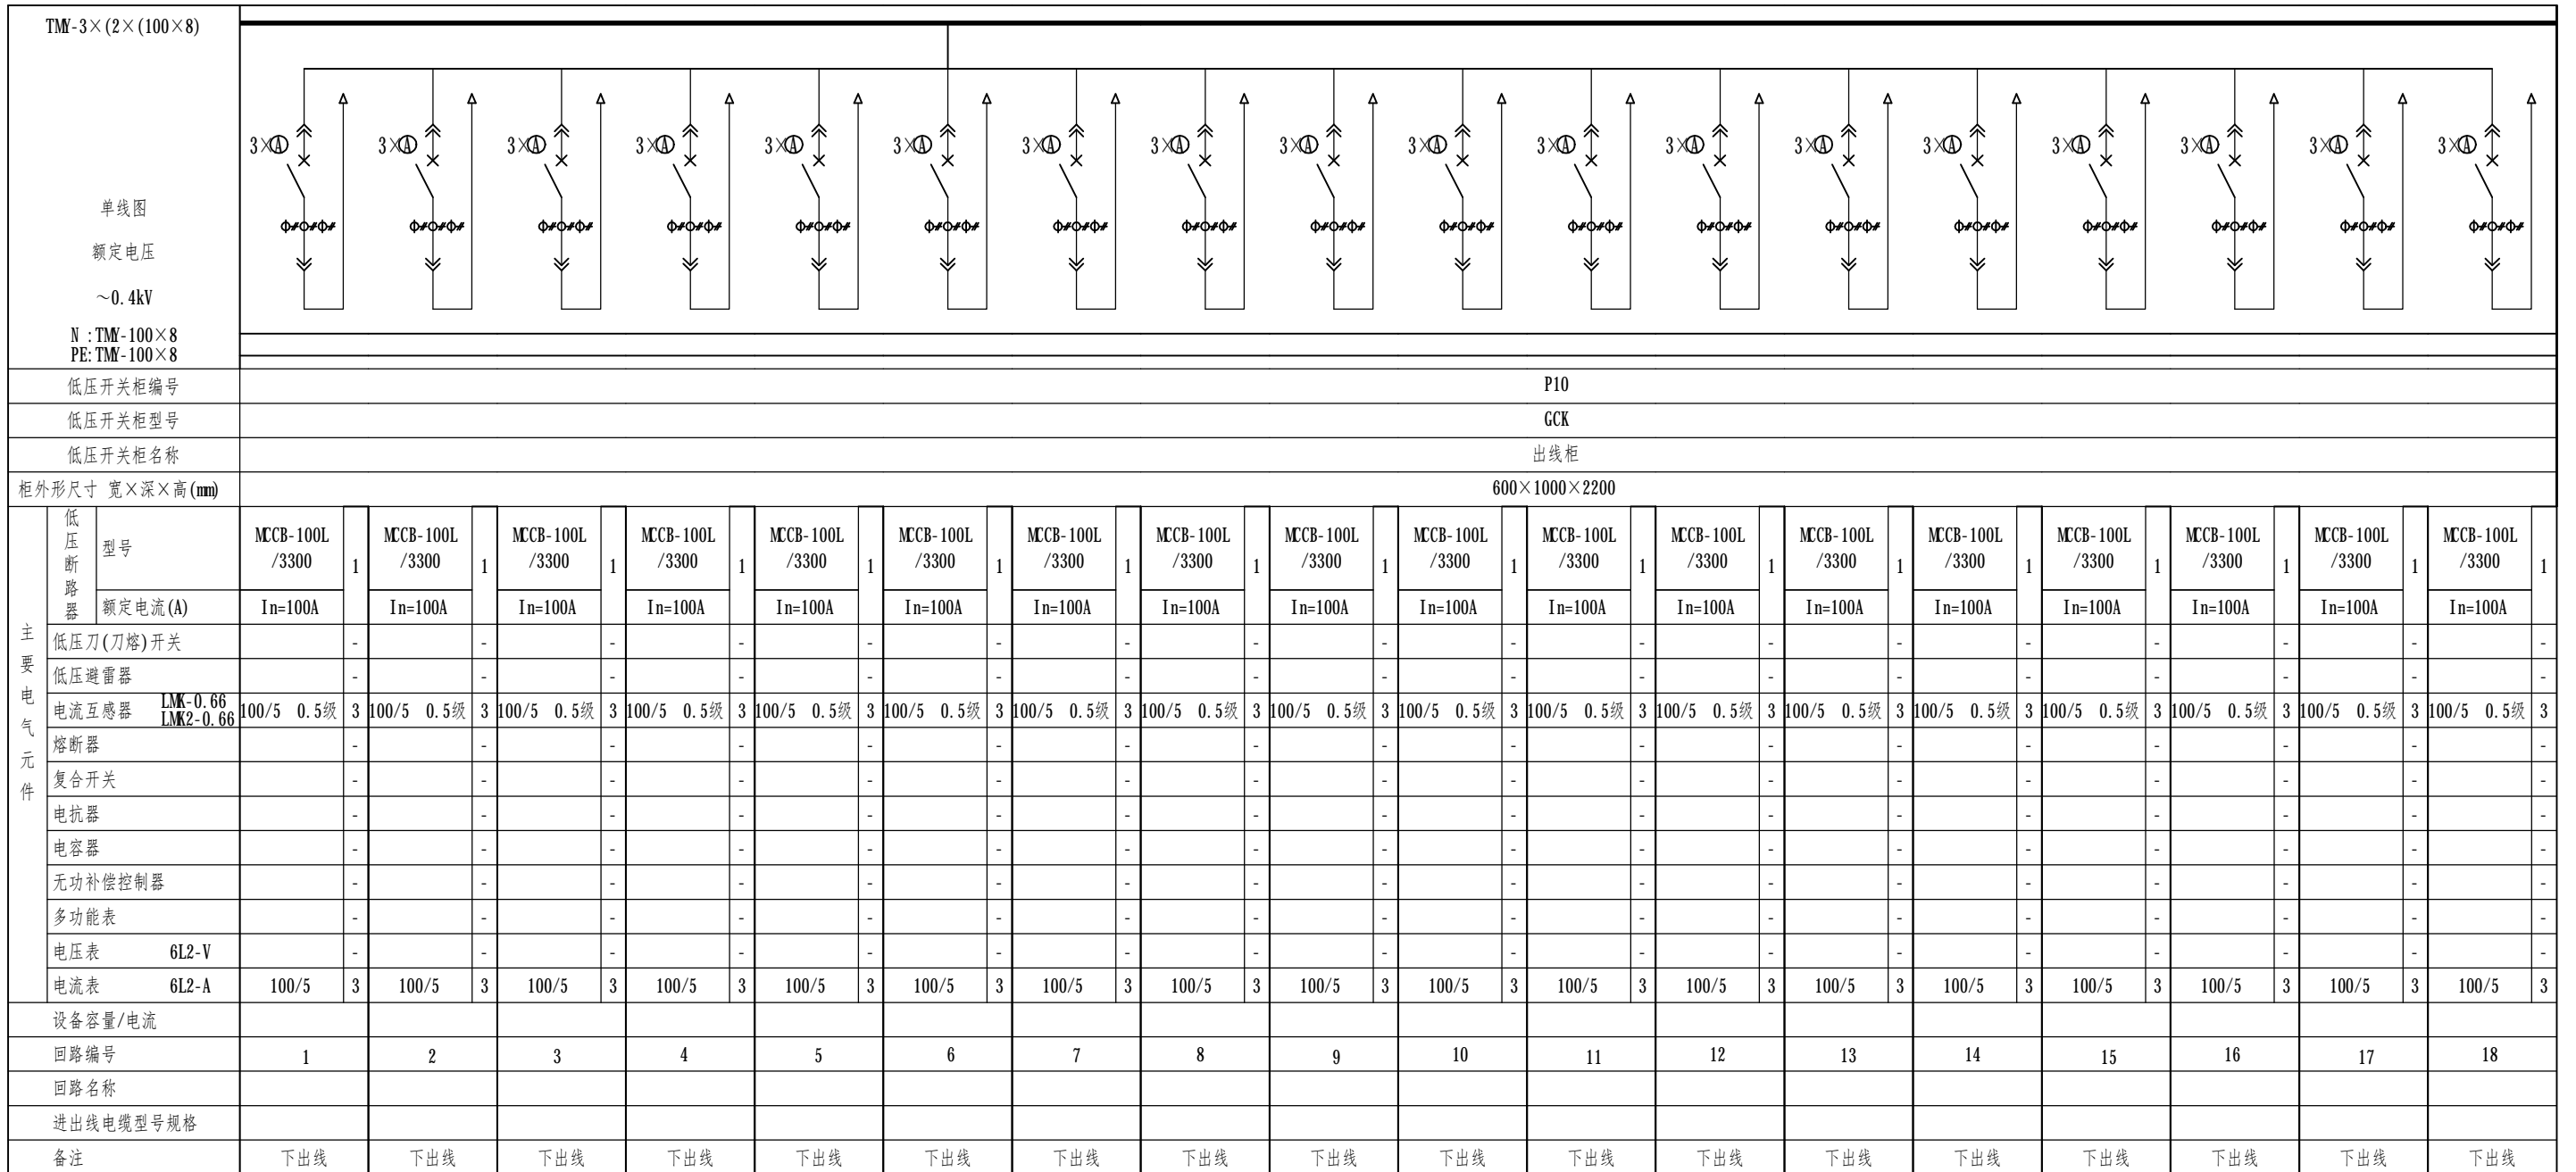 TMY-3×(2×(100×8)
3×Ⓐ 3×Ⓐ 3×Ⓐ 3×Ⓐ 3×Ⓐ 3×Ⓐ 3×Ⓐ 3×Ⓐ 3×Ⓐ 3×Ⓐ 3×Ⓐ 3×Ⓐ 3×Ⓐ 3×Ⓐ 3×Ⓐ 3×Ⓐ 3×Ⓐ 3×Ⓐ
单线图
额定电压
~0.4kV
N :TMY-100×8
PE:TMY-100×8
低压开关柜编号 P10
低压开关柜型号 GCK
低压开关柜名称 出线柜
柜外形尺寸 宽×深×高(mm) 600×1000×2200
主要电气元件
低压断路器
型号 MCCB-100L MCCB-100L MCCB-100L MCCB-100L MCCB-100L MCCB-100L MCCB-100L MCCB-100L MCCB-100L MCCB-100L MCCB-100L MCCB-100L MCCB-100L MCCB-100L MCCB-100L MCCB-100L MCCB-100L MCCB-100L
/3300 1 /3300 1 /3300 1 /3300 1 /3300 1 /3300 1 /3300 1 /3300 1 /3300 1 /3300 1 /3300 1 /3300 1 /3300 1 /3300 1 /3300 1 /3300 1 /3300 1 /3300 1
额定电流(A) In=100A In=100A In=100A In=100A In=100A In=100A In=100A In=100A In=100A In=100A In=100A In=100A In=100A In=100A In=100A In=100A In=100A In=100A
低压刀(刀熔)开关 - - - - - - - - - - - - - - - - - -
低压避雷器 - - - - - - - - - - - - - - - - - -
电流互感器 LMK-0.66
LMK2-0.66 100/5 0.5级 3 100/5 0.5级 3 100/5 0.5级 3 100/5 0.5级 3 100/5 0.5级 3 100/5 0.5级 3 100/5 0.5级 3 100/5 0.5级 3 100/5 0.5级 3 100/5 0.5级 3 100/5 0.5级 3 100/5 0.5级 3 100/5 0.5级 3 100/5 0.5级 3 100/5 0.5级 3 100/5 0.5级 3 100/5 0.5级 3 100/5 0.5级 3
熔断器 - - - - - - - - - - - - - - - - - -
复合开关 - - - - - - - - - - - - - - - - - -
电抗器 - - - - - - - - - - - - - - - - - -
电容器 - - - - - - - - - - - - - - - - - -
无功补偿控制器 - - - - - - - - - - - - - - - - - -
多功能表 - - - - - - - - - - - - - - - - - -
电压表 6L2-V - - - - - - - - - - - - - - - - - -
电流表 6L2-A 100/5 3 100/5 3 100/5 3 100/5 3 100/5 3 100/5 3 100/5 3 100/5 3 100/5 3 100/5 3 100/5 3 100/5 3 100/5 3 100/5 3 100/5 3 100/5 3 100/5 3 100/5 3
设备容量/电流
回路编号 1 2 3 4 5 6 7 8 9 10 11 12 13 14 15 16 17 18
回路名称
进出线电缆型号规格
备注 下出线 下出线 下出线 下出线 下出线 下出线 下出线 下出线 下出线 下出线 下出线 下出线 下出线 下出线 下出线 下出线 下出线 下出线